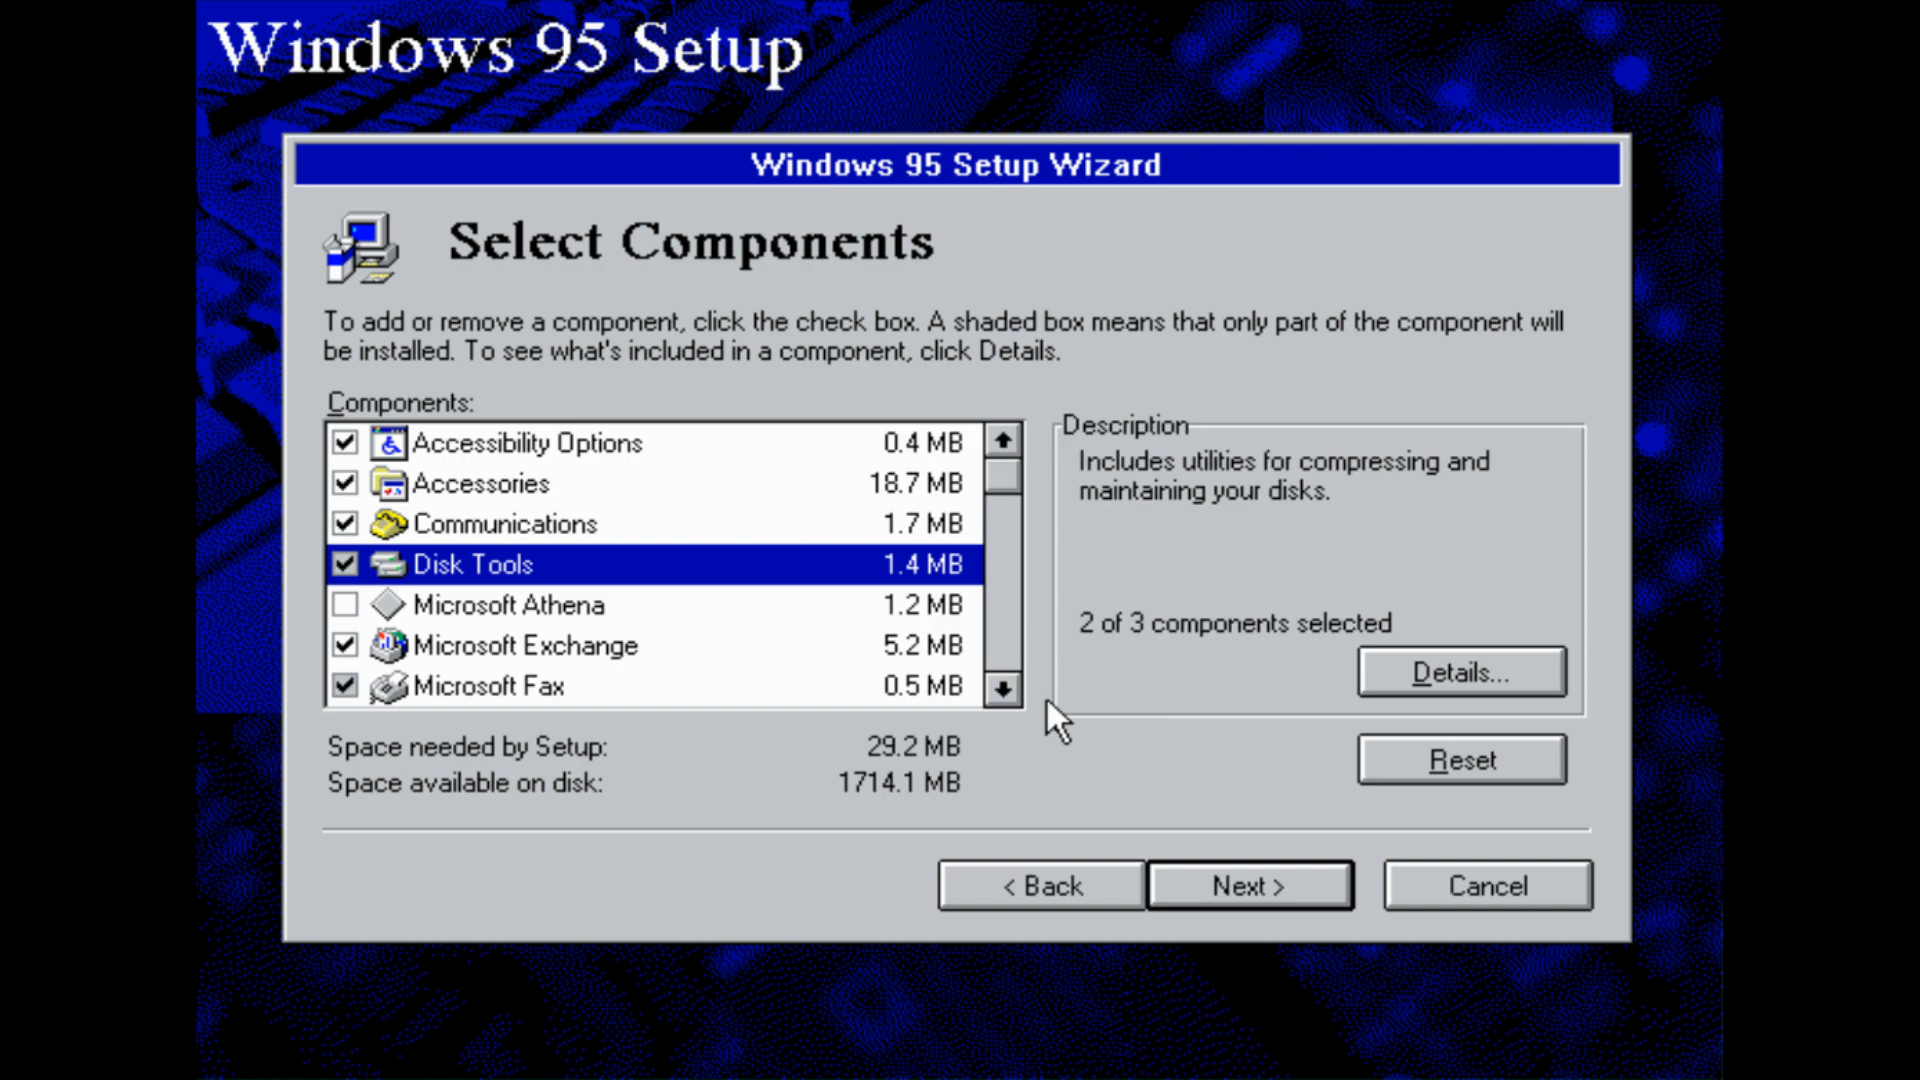 Windows 95 Setup
Windows 95 Setup Wizard
Select Components
To add or remove a component, click the check box. A shaded box means that only part of the component will
be installed. To see what's included in a component, click Details.
Components:
Accessibility Options 0.4 MB
Accessories 18.7 MB
Communications 1.7 MB
Disk Tools 1.4 MB
Microsoft Athena 1.2 MB
Microsoft Exchange 5.2 MB
Microsoft Fax 0.5 MB
Description
Includes utilities for compressing and
maintaining your disks.
2 of 3 components selected
Details...
Space needed by Setup: 29.2 MB
Space available on disk: 1714.1 MB
Reset
< Back
Next >
Cancel